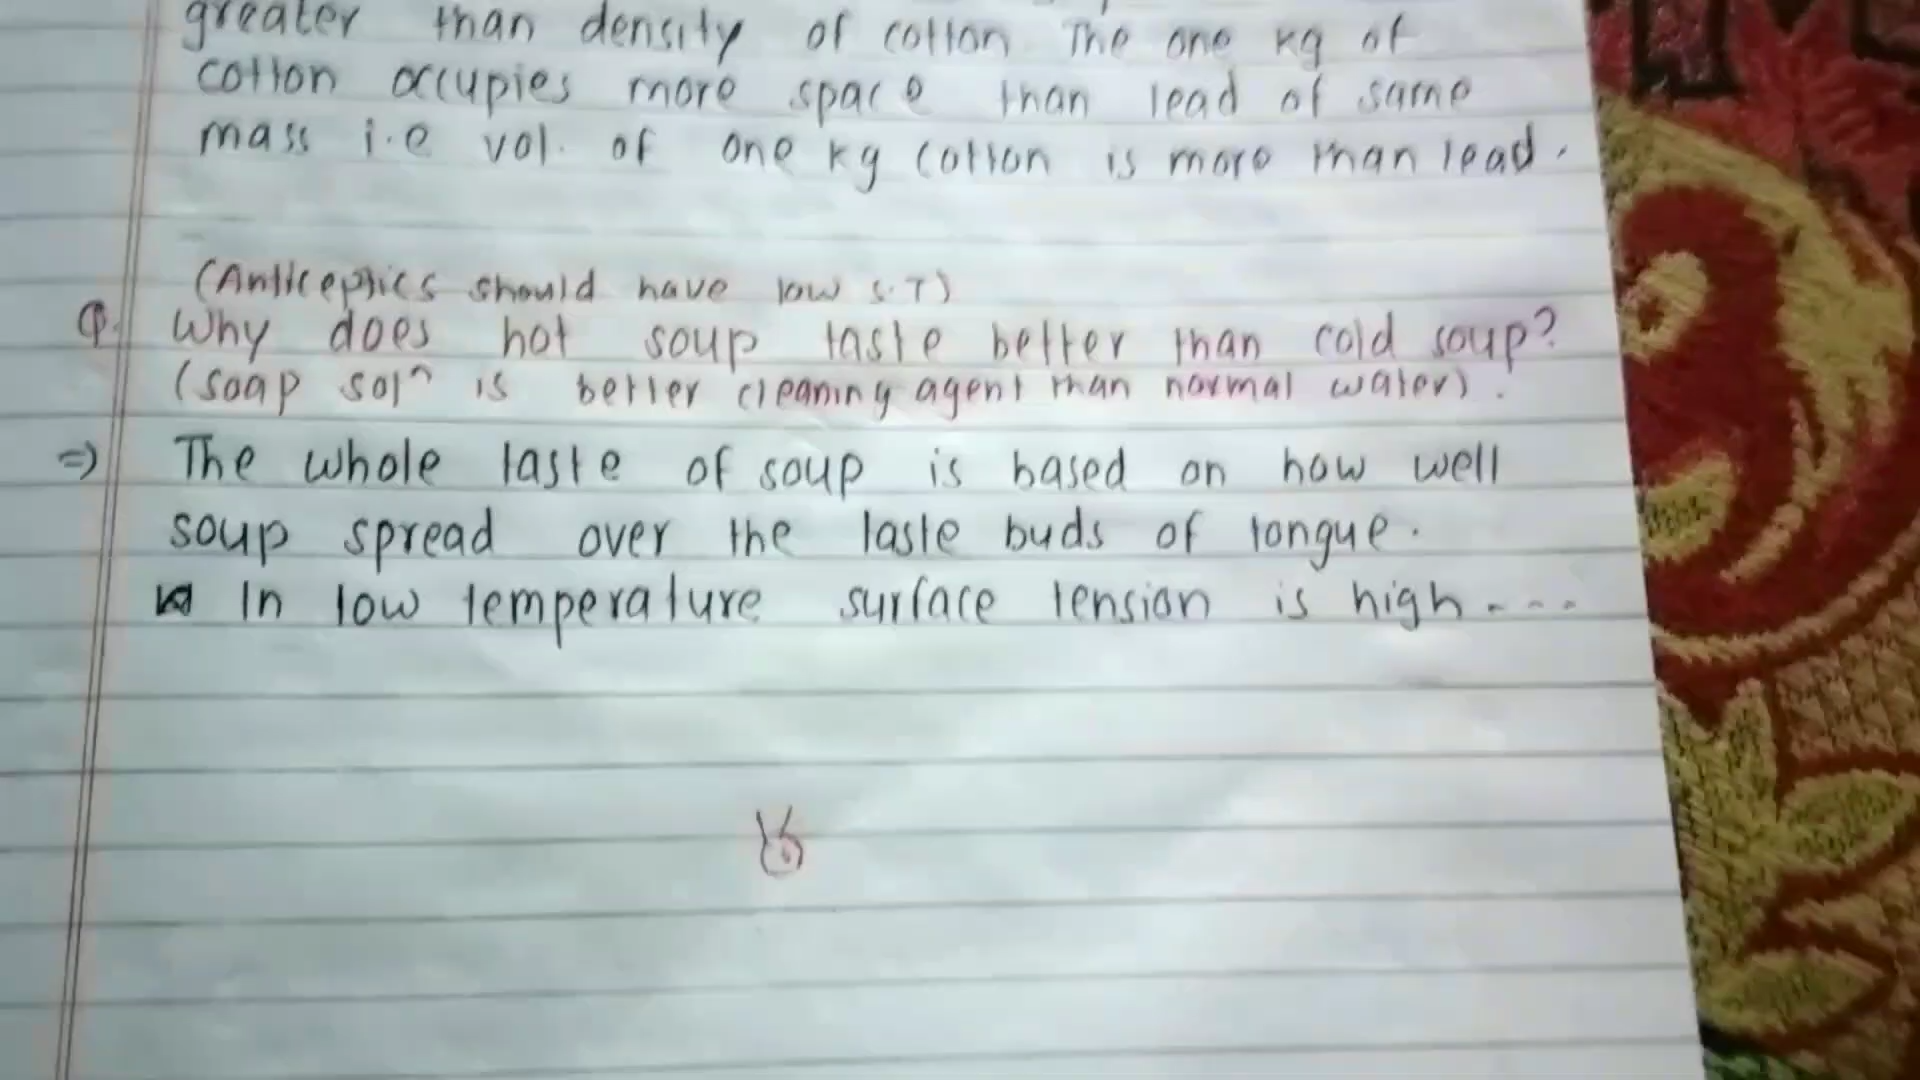 greater than density of cotton The one kg of
cotton occupies more space than lead of same
mass i.e vol. of one kg cotton is more than lead.
(Anticeptics should have low S.T)
Q. Why does hot soup taste better than cold soup?
(soap solⁿ is better cleaning agent than normal water).
⇒ The whole taste of soup is based on how well
soup spread over the taste buds of tongue.
In low temperature surface tension is high ....